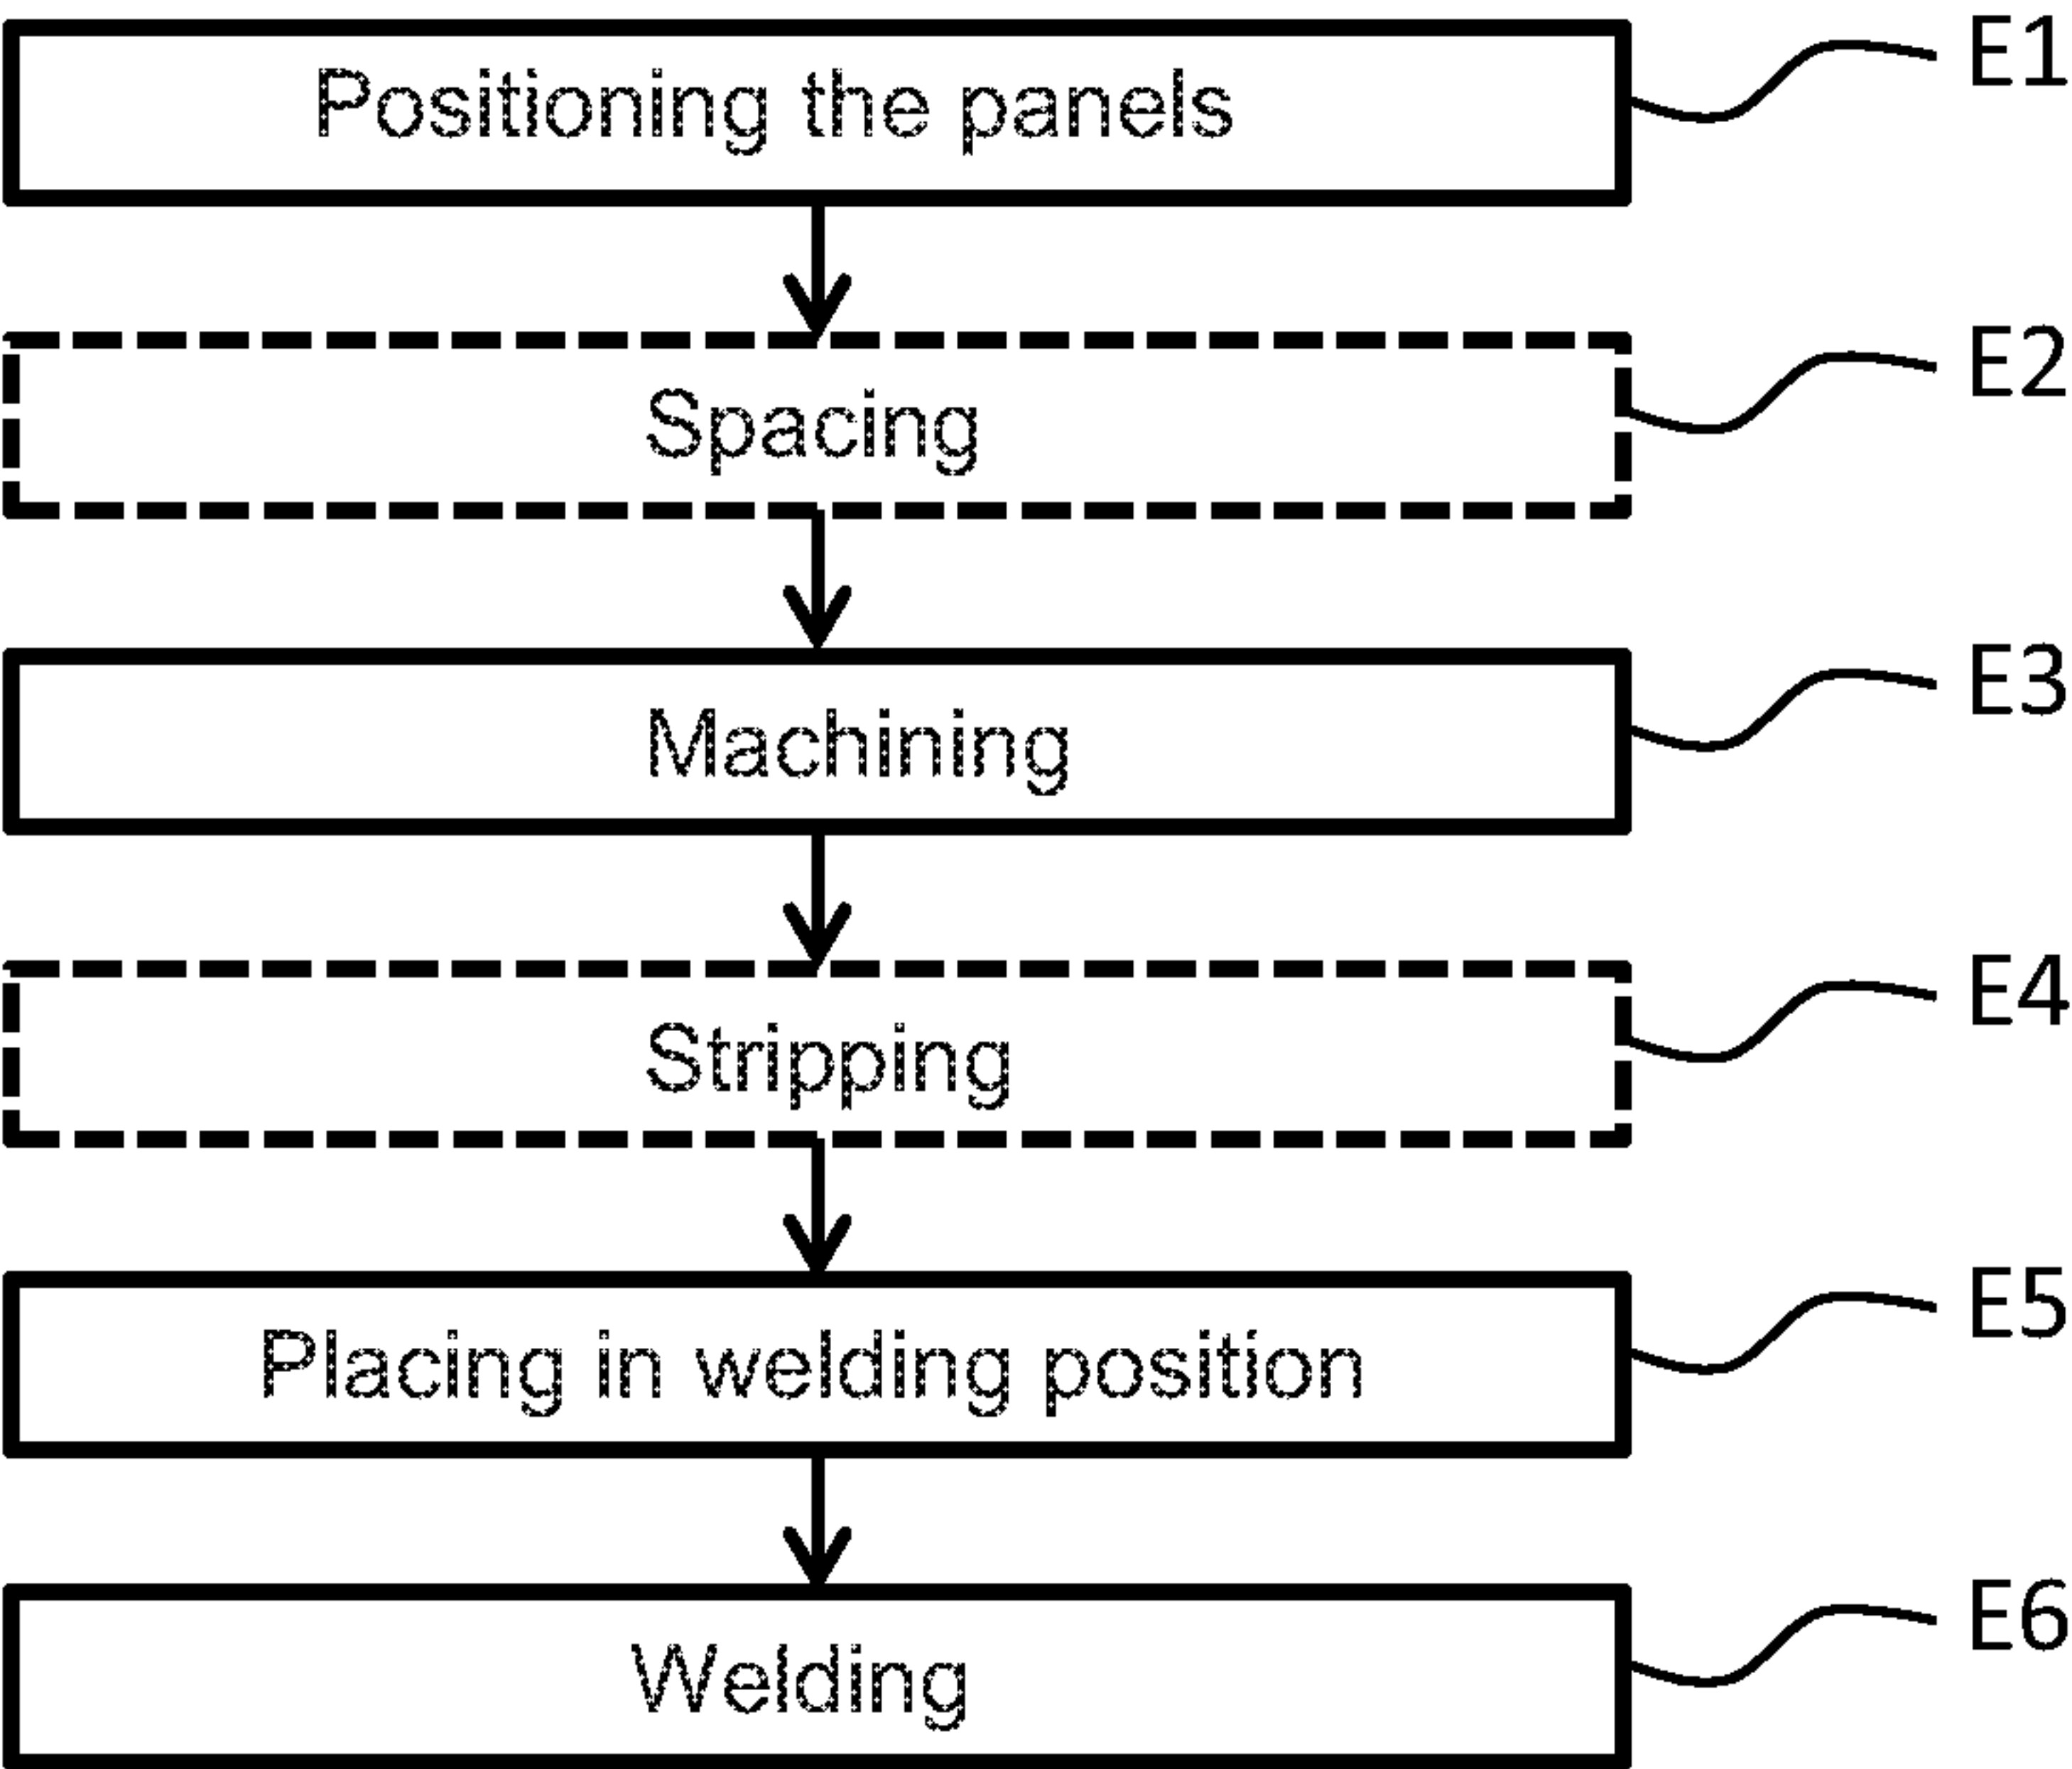 Positioning the panels
E1
Spacing
E2
Machining
E3
Stripping
E4
Placing in welding position
E5
Welding
E6